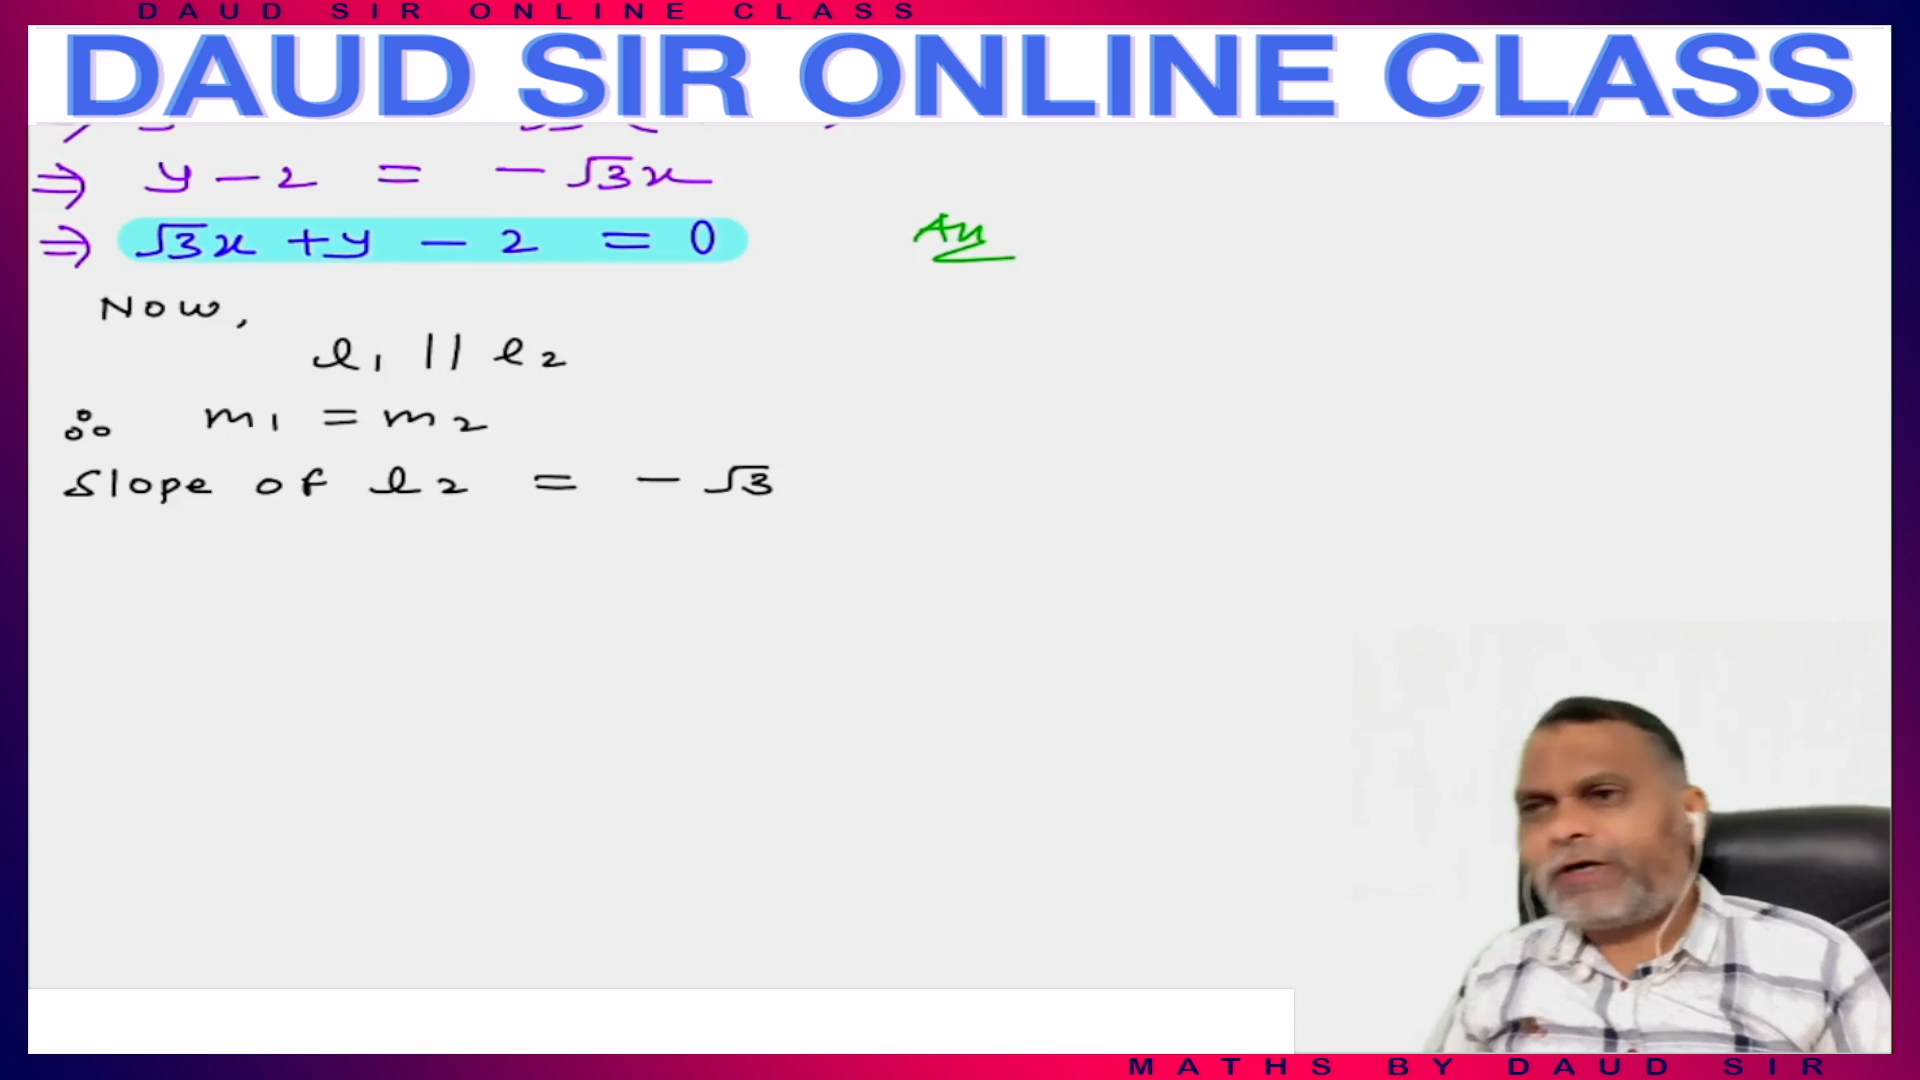 DAUD SIR ONLINE CLASS
DAUD SIR ONLINE CLASS
⇒ y - 2 = - √3x
⇒ √3x + y - 2 = 0 An
Now,
l₁ || l₂
∴ m₁ = m₂
Slope of l₂ = - √3
MATHS BY DAUD SIR